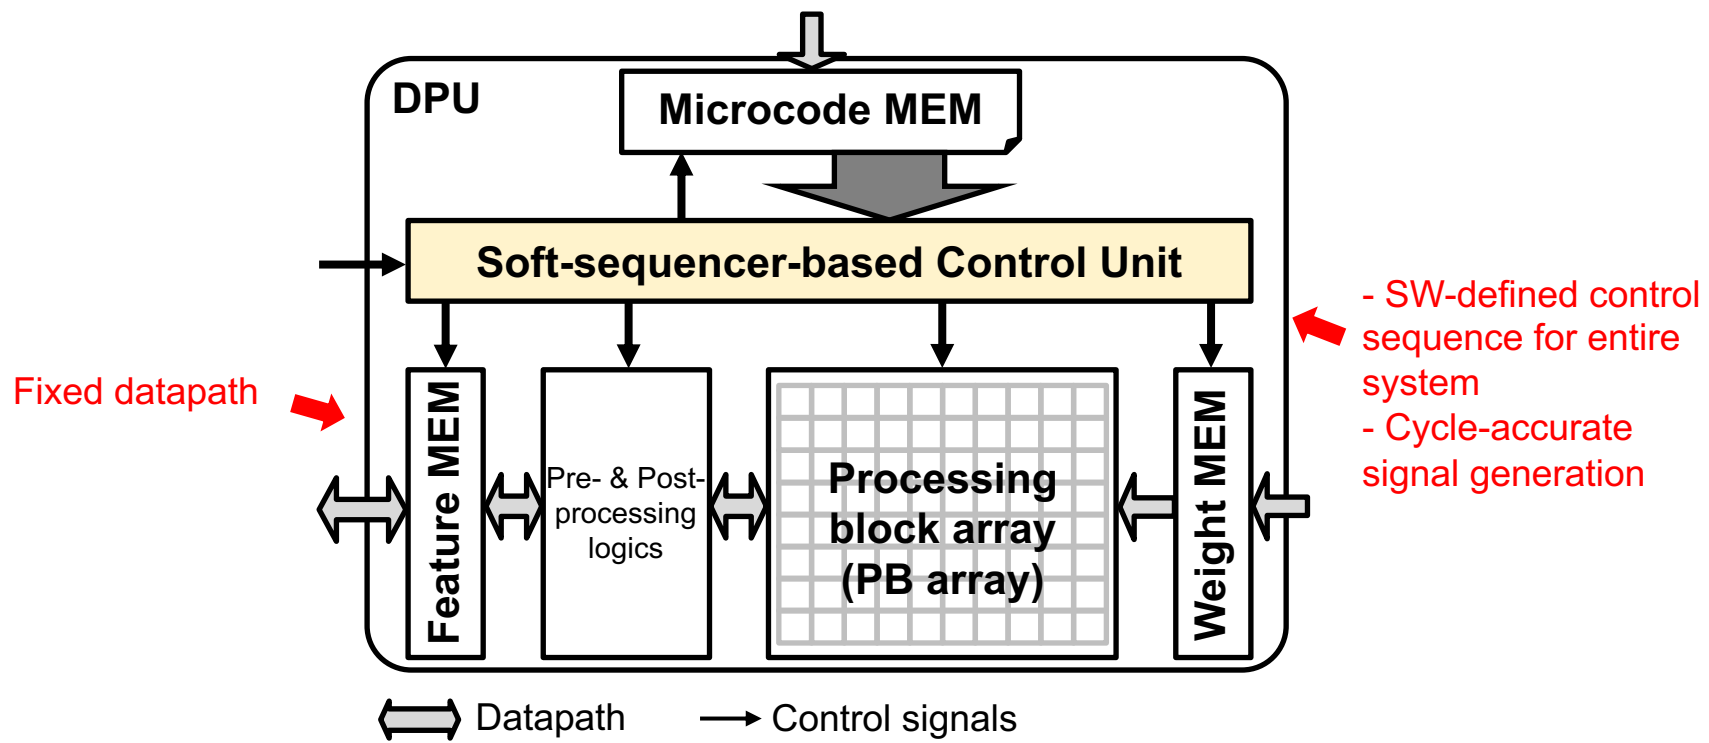 DPU
Microcode MEM
Soft-sequencer-based Control Unit
Fixed datapath
Feature MEM
Pre- & Post-
processing
logics
Processing
block array
(PB array)
Weight MEM
- SW-defined control
sequence for entire
system
- Cycle-accurate
signal generation
Datapath
Control signals